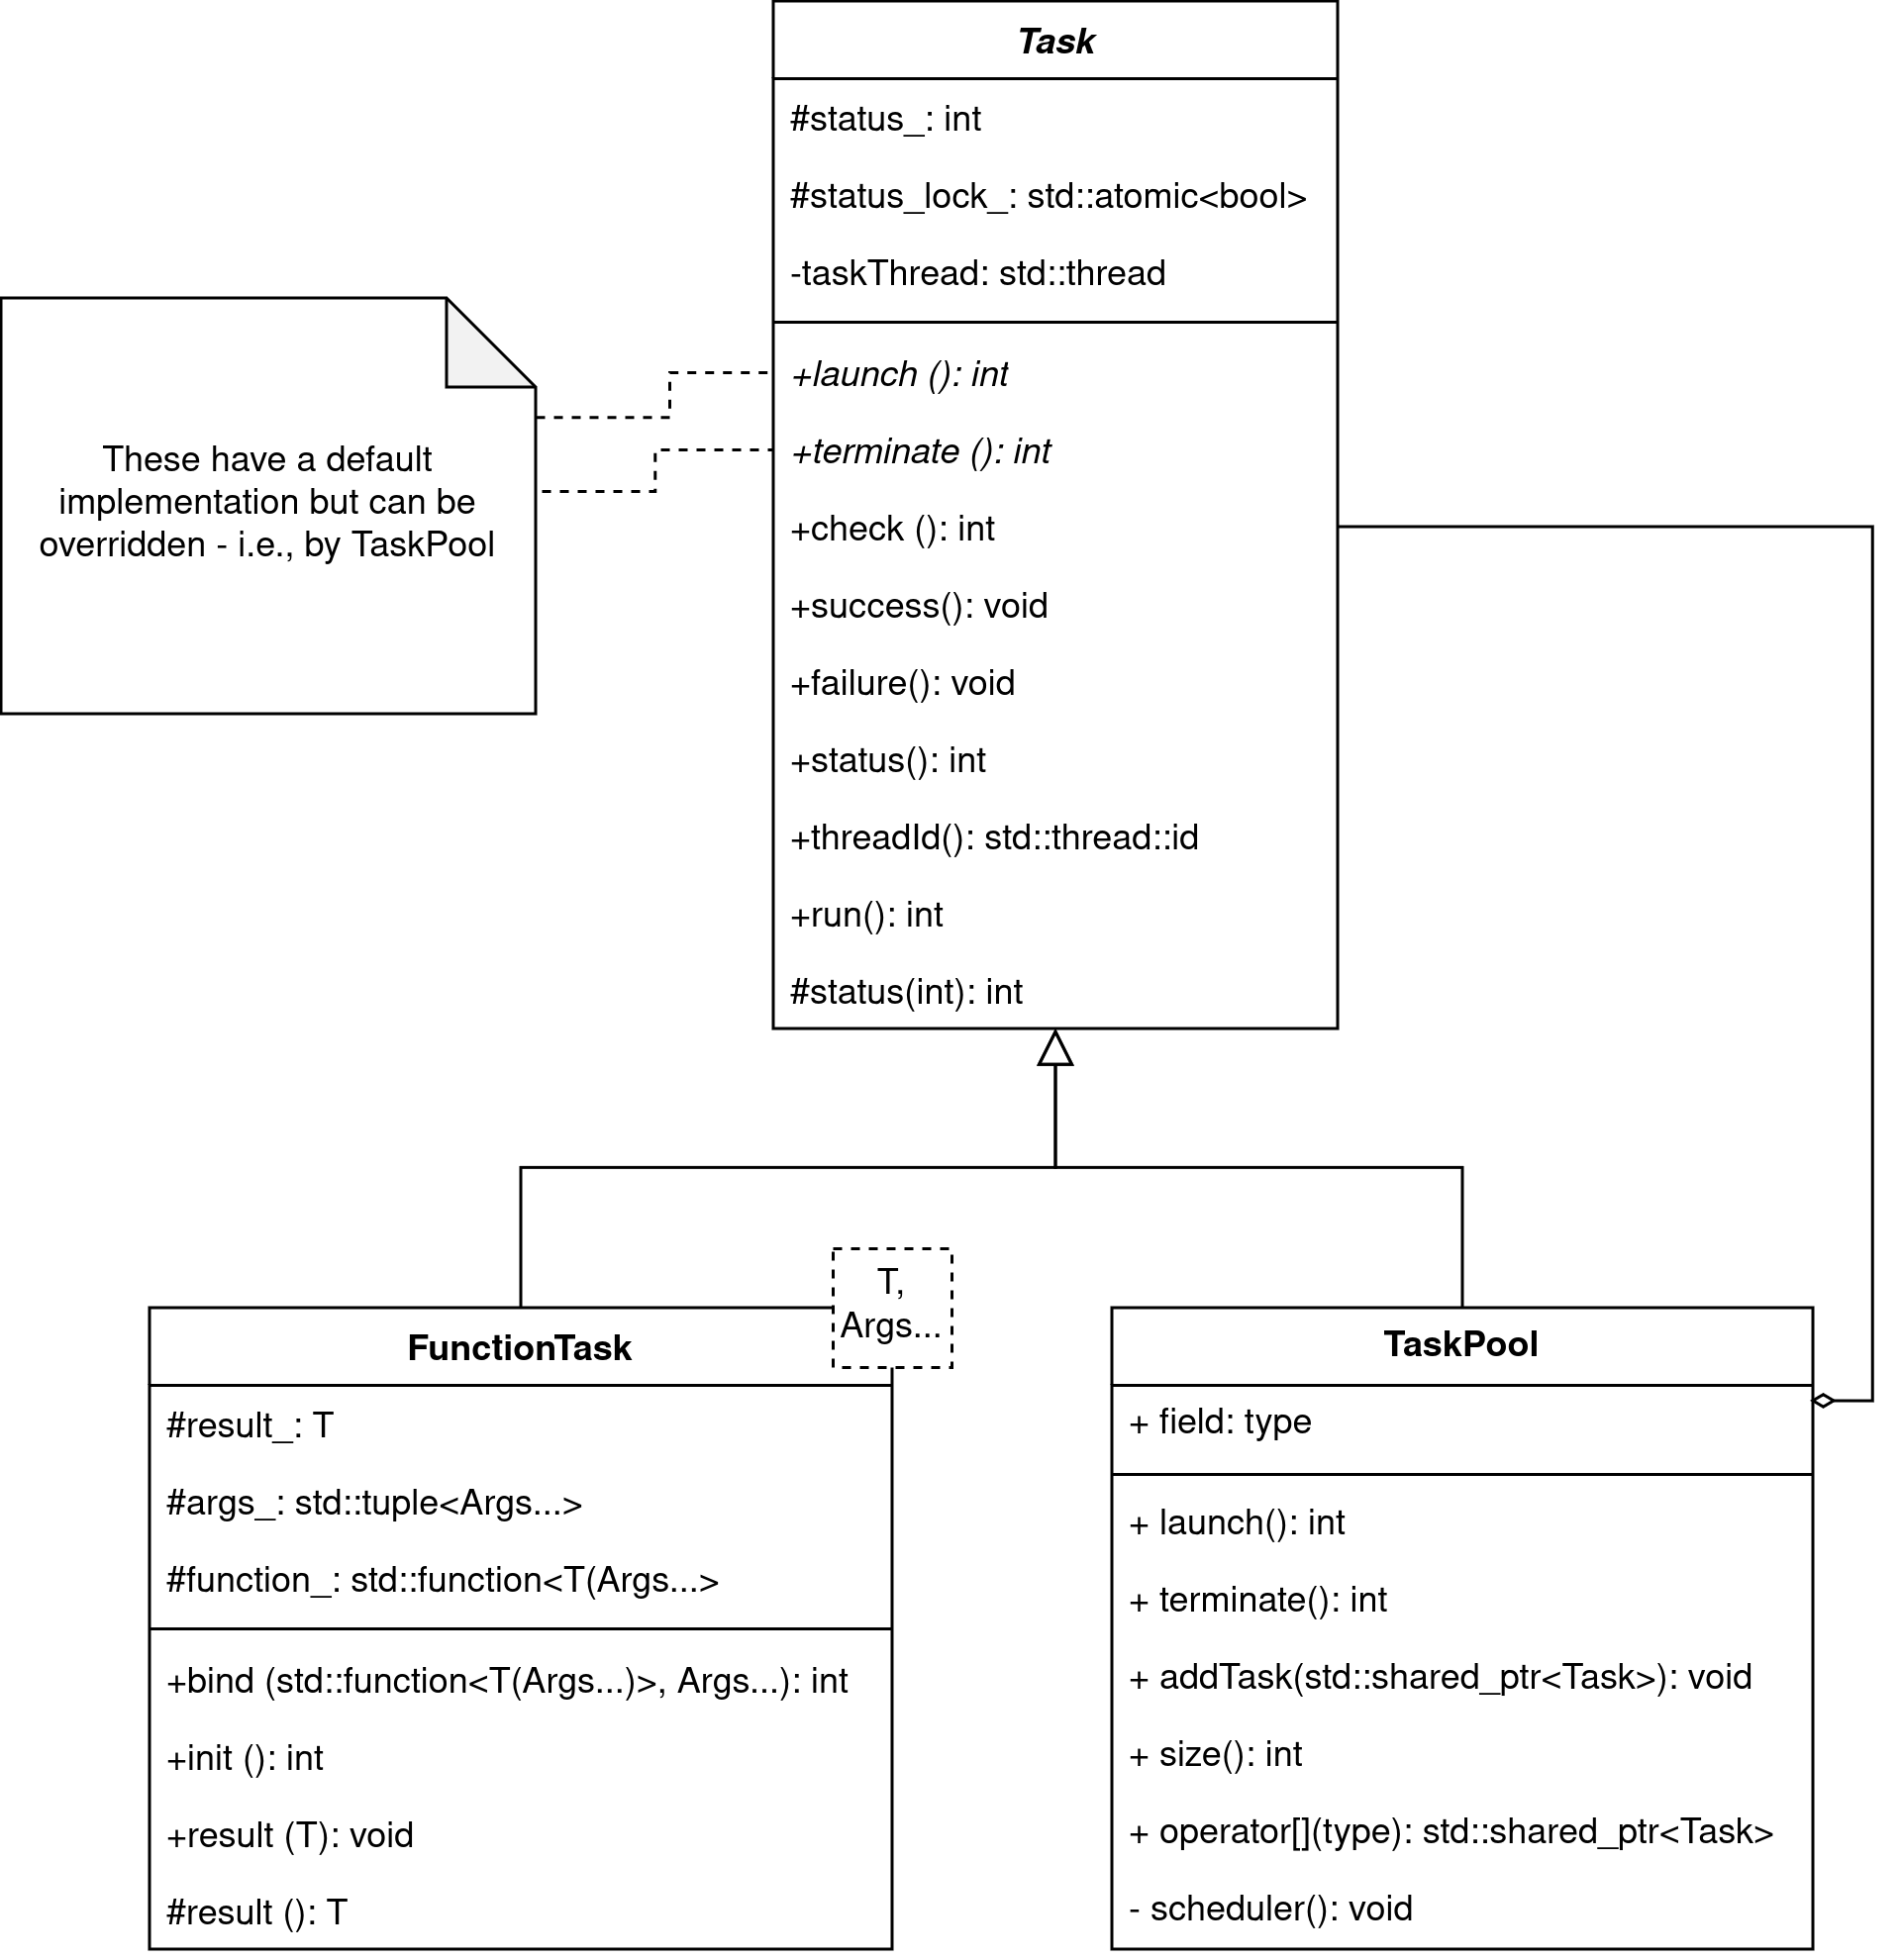 Task
#status_: int
#status_lock_: std::atomic<bool>
-taskThread: std::thread
+launch (): int
+terminate (): int
+check (): int
+success(): void
+failure(): void
+status(): int
+threadId(): std::thread::id
+run(): int
#status(int): int
These have a default
implementation but can be
overridden - i.e., by TaskPool
T,
Args...
FunctionTask
#result_: T
#args_: std::tuple<Args...>
#function_: std::function<T(Args...>
+bind (std::function<T(Args...)>, Args...): int
+init (): int
+result (T): void
#result (): T
TaskPool
+ field: type
+ launch(): int
+ terminate(): int
+ addTask(std::shared_ptr<Task>): void
+ size(): int
+ operator[](type): std::shared_ptr<Task>
- scheduler(): void